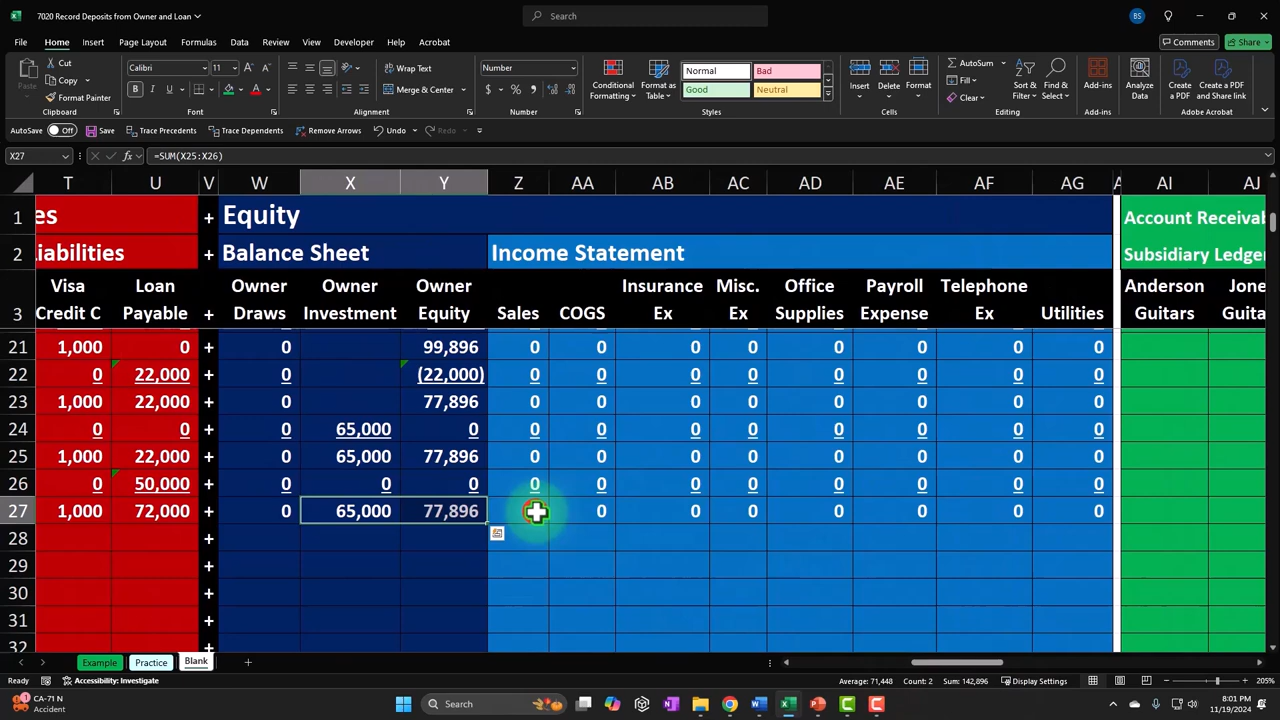 7020 Record Deposits from Owner and Loan
Search
BS
File Home Insert Page Layout Formulas Data Review View Developer Help Acrobat
Comments Share
Paste Cut Copy Format Painter
Calibri 11 Wrap Text Merge & Center
Number
Conditional Formatting Format as Table
Normal Bad Good Neutral
Insert Delete Format
AutoSum Fill Clear
Sort & Filter Find & Select
Add-ins Analyze Data
Create a PDF Create a PDF and Share link
Clipboard Font Alignment Number Styles Cells Editing Add-ins Adobe Acrobat
AutoSave Off Save Trace Precedents Trace Dependents Remove Arrows Undo Redo
X27 fx =SUM(X25:X26)
T U V W X Y Z AA AB AC AD AE AF AG AI AJ
1 es + Equity Account Receivab
2 iabilities + Balance Sheet Income Statement Subsidiary Ledger
Visa Loan Owner Owner Owner Insurance Misc. Office Payroll Telephone Anderson Jone
3 Credit C Payable + Draws Investment Equity Sales COGS Ex Ex Supplies Expense Ex Utilities Guitars Guita
21 1,000 0 + 0 99,896 0 0 0 0 0 0 0 0
22 0 22,000 + 0 (22,000) 0 0 0 0 0 0 0 0
23 1,000 22,000 + 0 77,896 0 0 0 0 0 0 0 0
24 0 0 + 0 65,000 0 0 0 0 0 0 0 0 0
25 1,000 22,000 + 0 65,000 77,896 0 0 0 0 0 0 0 0
26 0 50,000 + 0 0 0 0 0 0 0 0 0 0 0
27 1,000 72,000 + 0 65,000 77,896 0 0 0 0 0 0 0
28 +
29 +
30 +
31 +
32 +
Example Practice Blank
Ready Accessibility: Investigate Average: 71,448 Count: 2 Sum: 142,896 Display Settings 205%
CA-71 N
Accident
Search
8:01 PM
11/19/2024